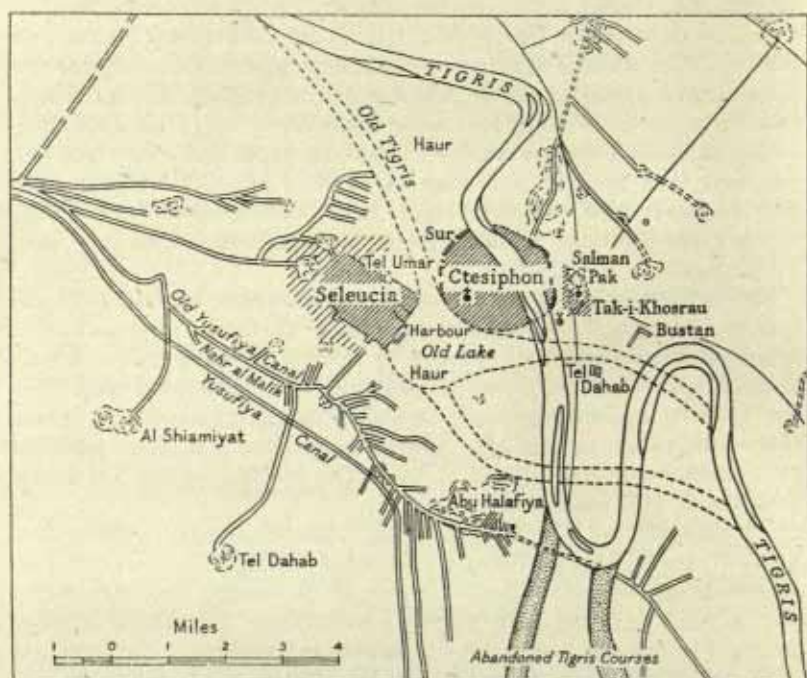 TIGRIS
Old Tigris
Haur
Sur
Tel Umar
Ctesiphon
Salman
Pak
Seleucia
Tak-i-Khosrau
Harbour
Bustan
Old Lake
Haur
Tel
Dahab
Old Yusufiya Canal
Nahr al Malik
Yusufiya
Canal
Al Shiamiyat
Abu Halafiya
Tel Dahab
TIGRIS
Miles
1 0 1 2 3 4
Abandoned Tigris Courses